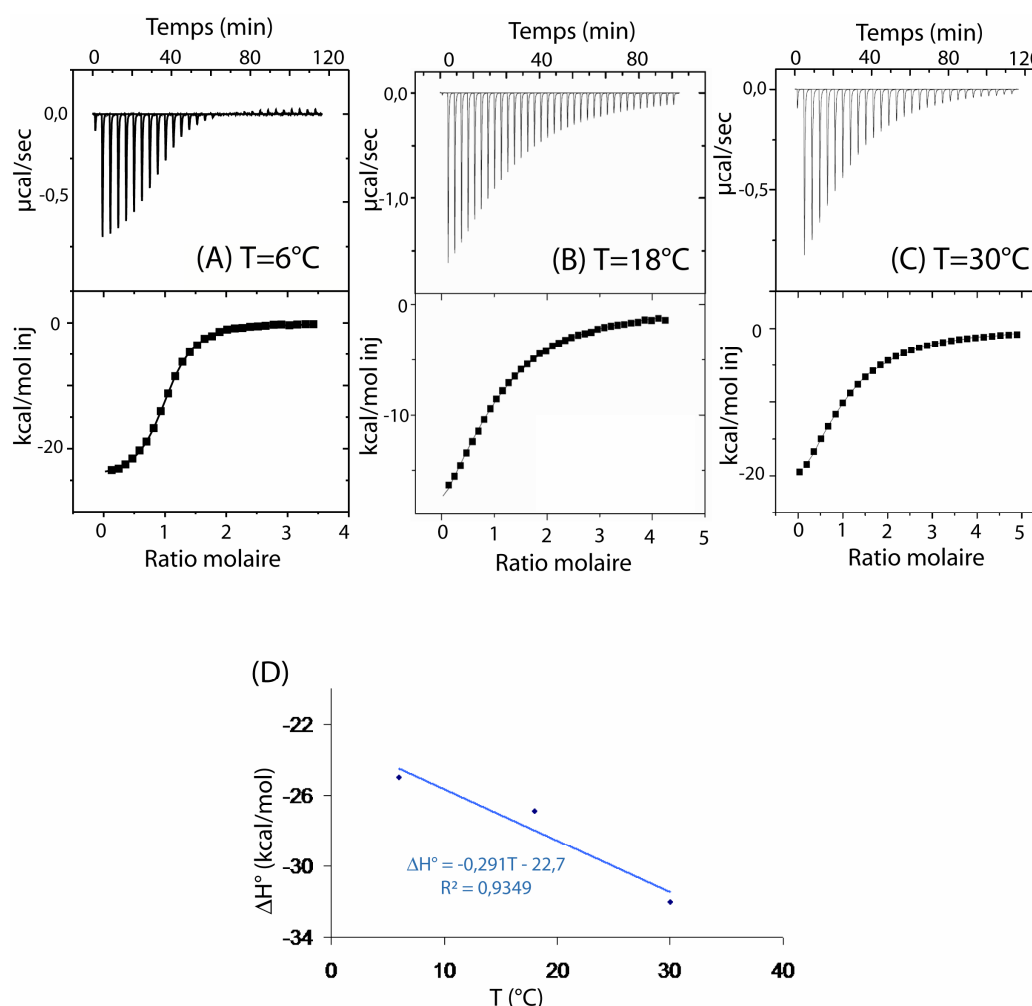 Temps (min)
0 40 80 120
0,0
-0,5
µcal/sec
(A) T=6°C
0
-20
kcal/mol inj
0 1 2 3 4
Ratio molaire
Temps (min)
0 40 80
0,0
-1,0
µcal/sec
(B) T=18°C
0
-10
kcal/mol inj
0 1 2 3 4 5
Ratio molaire
Temps (min)
0 40 80
0,0
-0,5
µcal/sec
(C) T=30°C
0
-20
kcal/mol inj
0 1 2 3 4 5
Ratio molaire
(D)
-22
-26
-30
-34
ΔH° (kcal/mol)
ΔH° = -0,291T - 22,7
R² = 0,9349
0 10 20 30 40
T (°C)